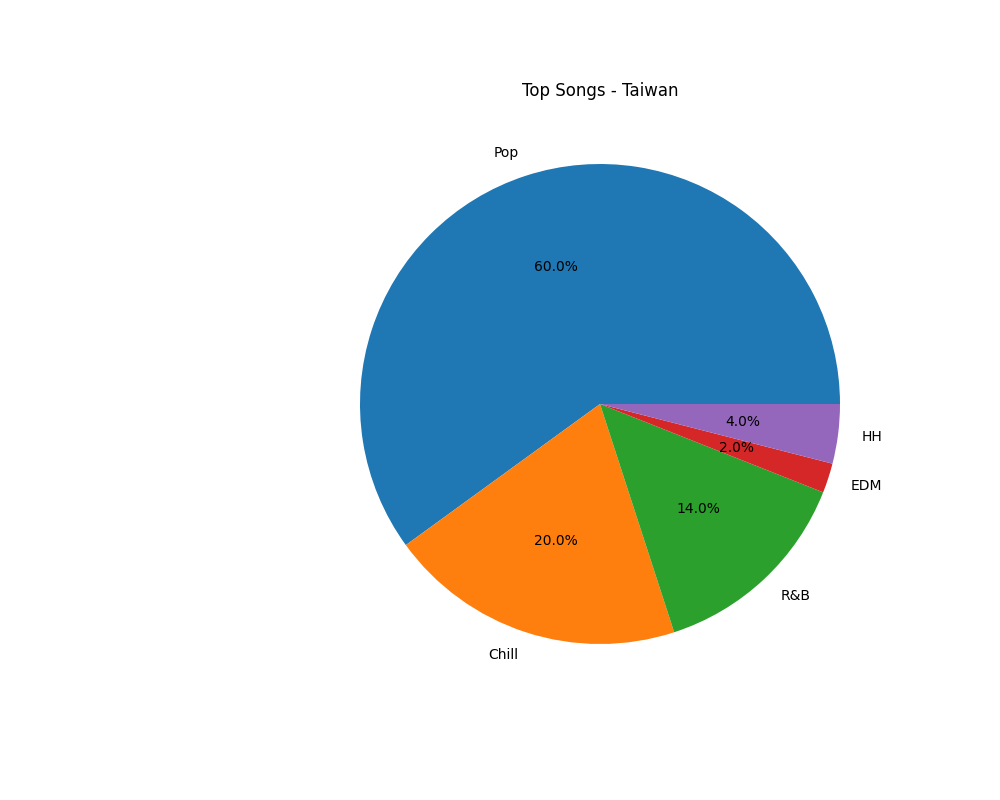 Top Songs - Taiwan
Pop
60.0%
4.0%
HH
2.0%
EDM
14.0%
20.0%
R&B
Chill